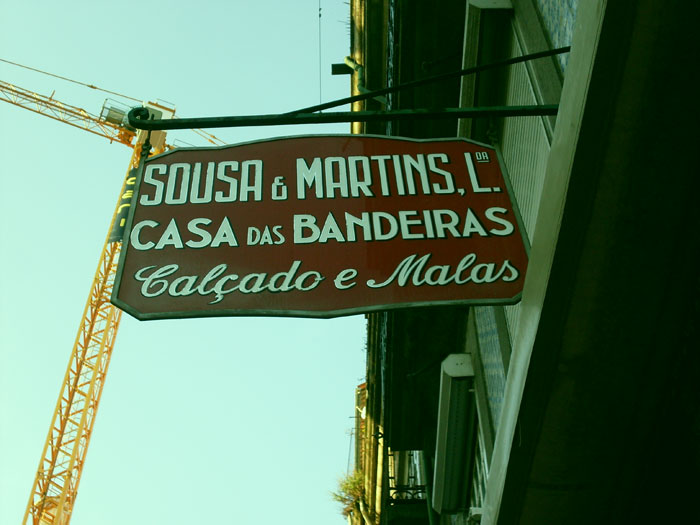 SOUSA & MARTINS, L.DA
CASA DAS BANDEIRAS
Calçado e Malas